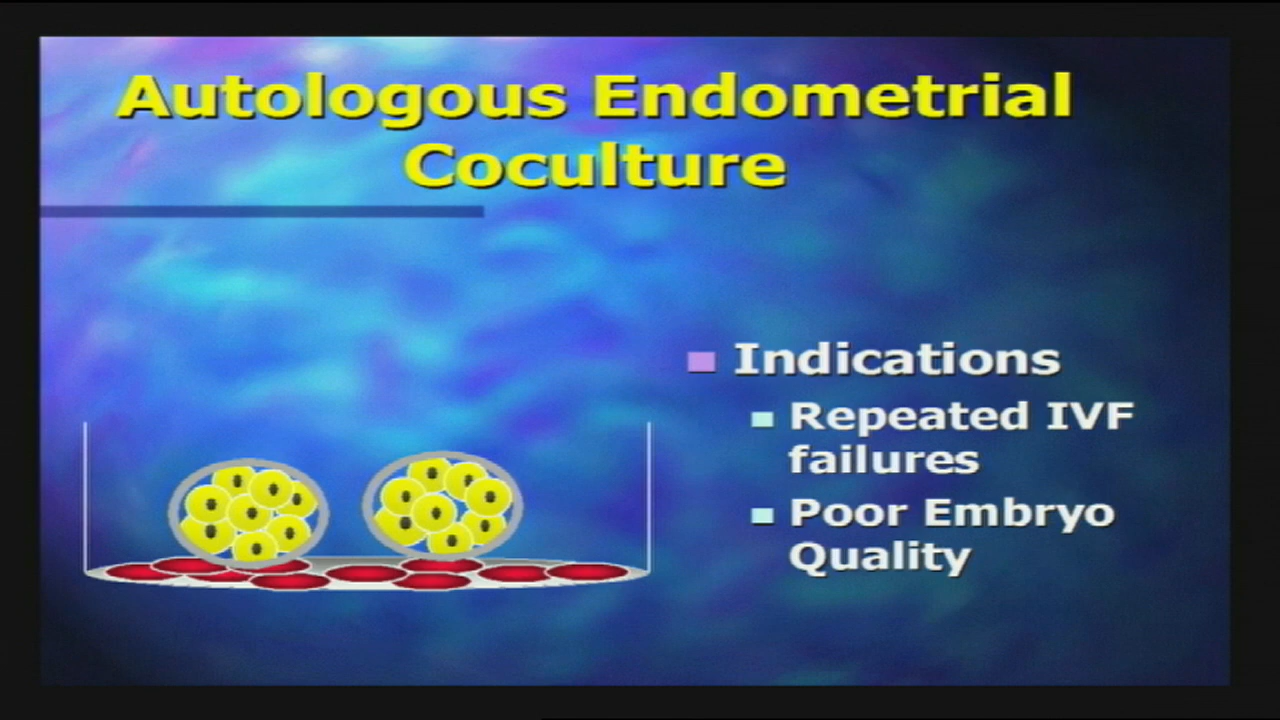 Autologous Endometrial
Coculture
Indications
Repeated IVF
failures
Poor Embryo
Quality